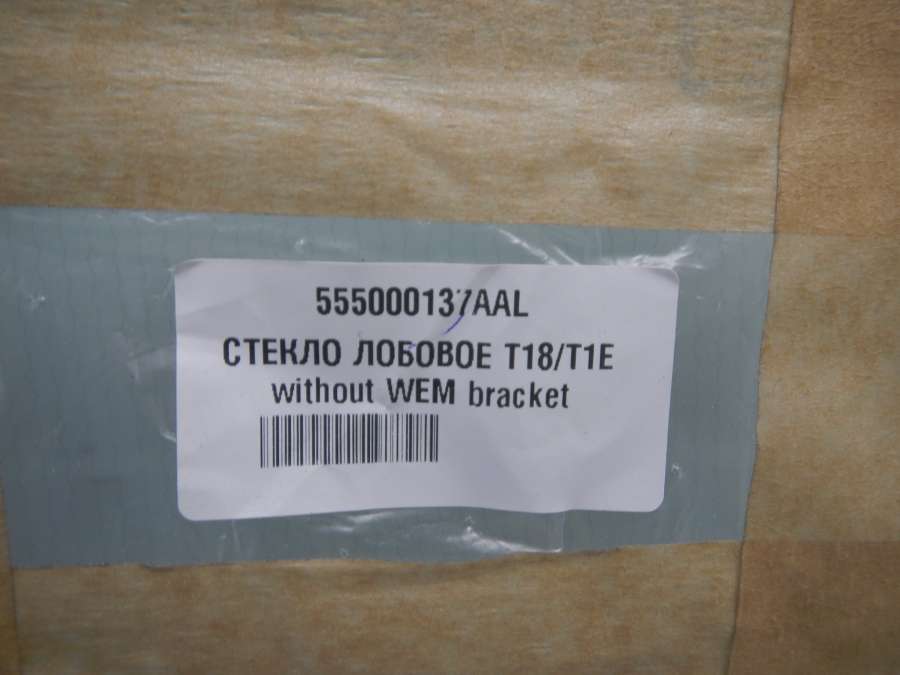 555000137AAL
СТЕКЛО ЛОБОВОЕ T18/T1E
without WEM bracket